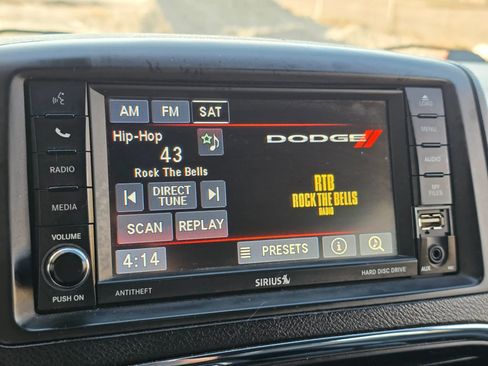 AM FM SAT
LOAD
Hip-Hop
DODGE
MENU
43
RADIO
Rock The Bells
AUDIO
DIRECT TUNE
RTB
ROCK THE BELLS
RADIO
MY FILES
MEDIA
SCAN REPLAY
VOLUME
PRESETS
4:14
AUX
PUSH ON
ANTITHEFT
SIRIUS
HARD DISC DRIVE